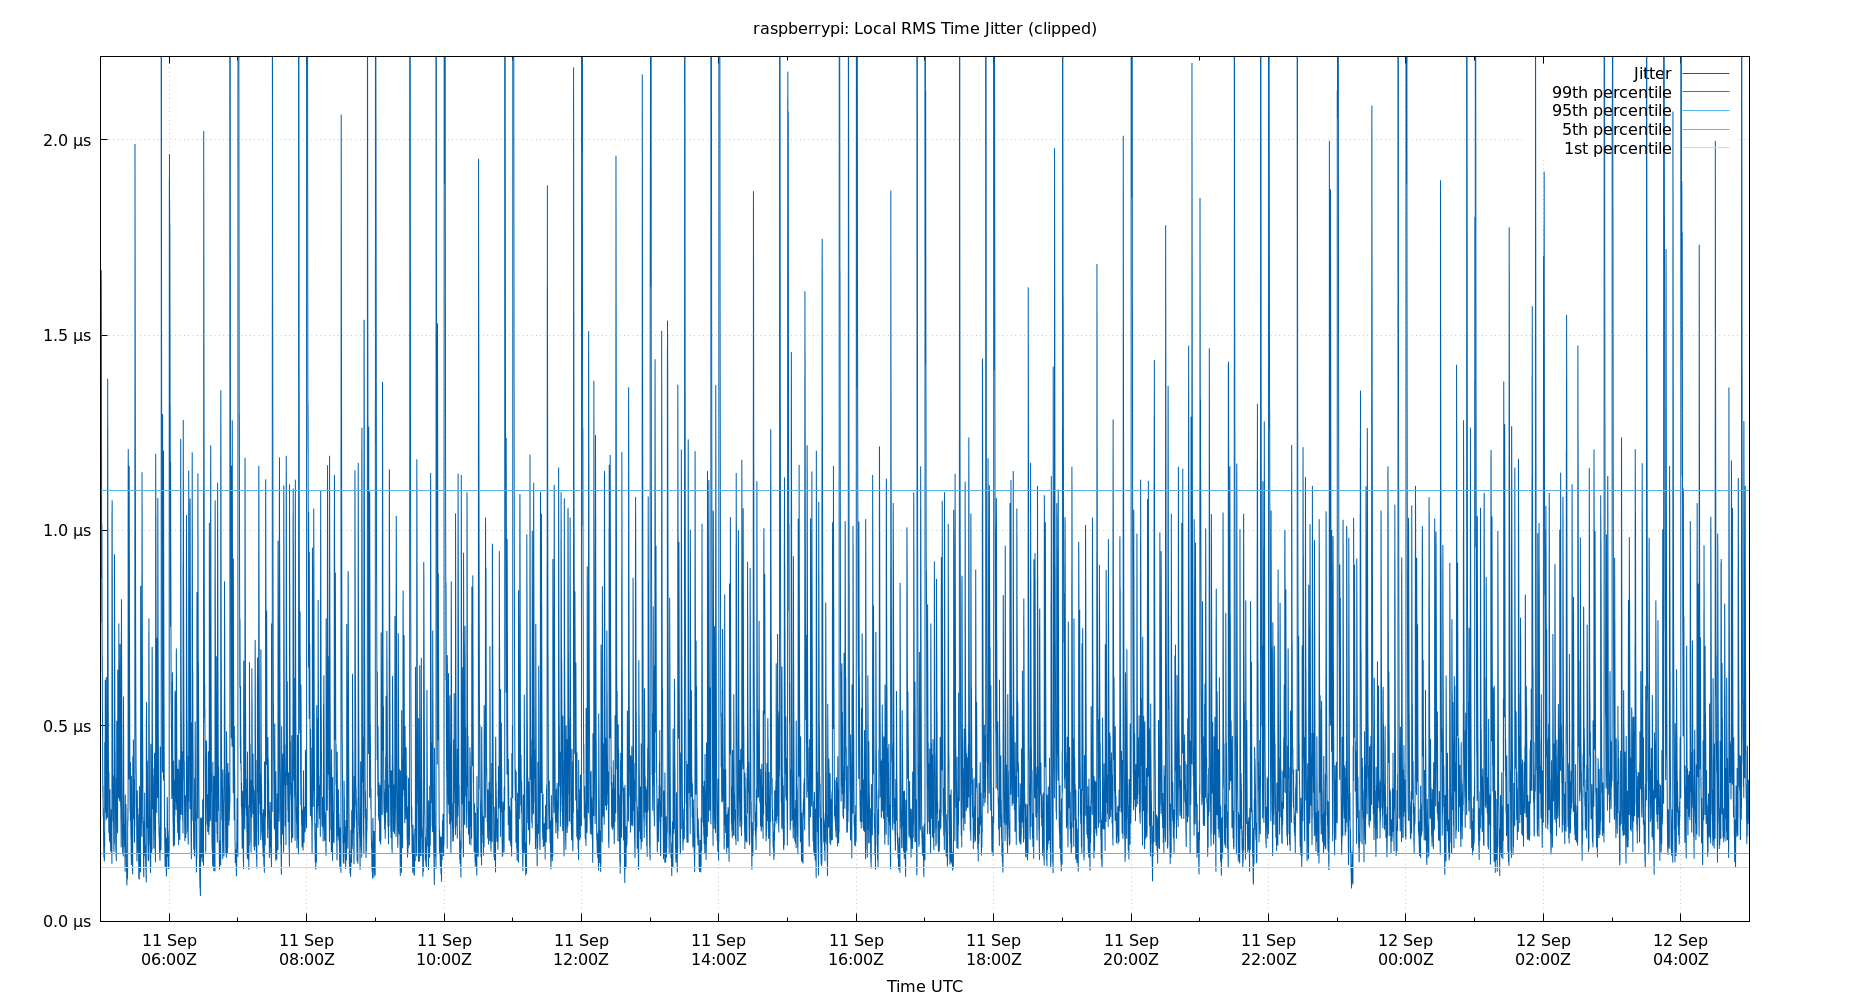 raspberrypi: Local RMS Time Jitter (clipped)
Jitter
99th percentile
95th percentile
5th percentile
1st percentile
2.0 μs
1.5 μs
1.0 μs
0.5 μs
0.0 μs
11 Sep 11 Sep 11 Sep 11 Sep 11 Sep 11 Sep 11 Sep 11 Sep 11 Sep 12 Sep 12 Sep 12 Sep
06:00Z 08:00Z 10:00Z 12:00Z 14:00Z 16:00Z 18:00Z 20:00Z 22:00Z 00:00Z 02:00Z 04:00Z
Time UTC